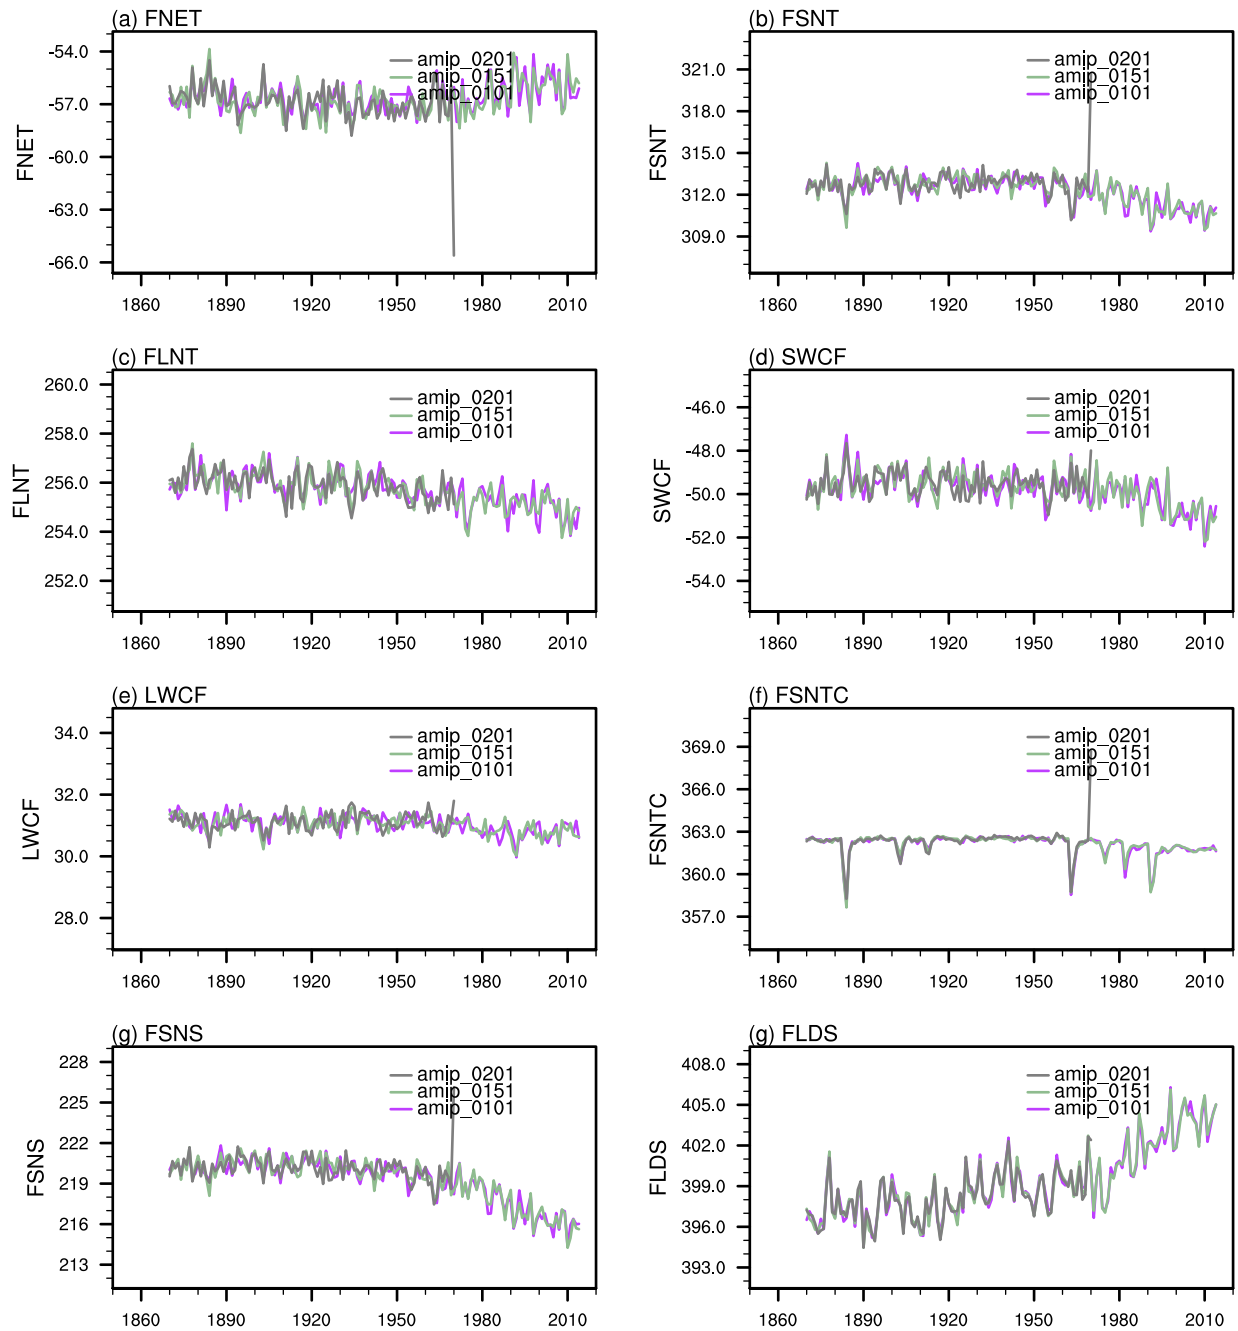 (a) FNET
FNET
-54.0
-57.0
-60.0
-63.0
-66.0
amip_0201
amip_0151
amip_0101
1860 1890 1920 1950 1980 2010
(b) FSNT
FSNT
321.0
318.0
315.0
312.0
309.0
amip_0201
amip_0151
amip_0101
1860 1890 1920 1950 1980 2010
(c) FLNT
FLNT
260.0
258.0
256.0
254.0
252.0
amip_0201
amip_0151
amip_0101
1860 1890 1920 1950 1980 2010
(d) SWCF
SWCF
-46.0
-48.0
-50.0
-52.0
-54.0
amip_0201
amip_0151
amip_0101
1860 1890 1920 1950 1980 2010
(e) LWCF
LWCF
34.0
32.0
30.0
28.0
amip_0201
amip_0151
amip_0101
1860 1890 1920 1950 1980 2010
(f) FSNTC
FSNTC
369.0
366.0
363.0
360.0
357.0
amip_0201
amip_0151
amip_0101
1860 1890 1920 1950 1980 2010
(g) FSNS
FSNS
228
225
222
219
216
213
amip_0201
amip_0151
amip_0101
1860 1890 1920 1950 1980 2010
(g) FLDS
FLDS
408.0
405.0
402.0
399.0
396.0
393.0
amip_0201
amip_0151
amip_0101
1860 1890 1920 1950 1980 2010